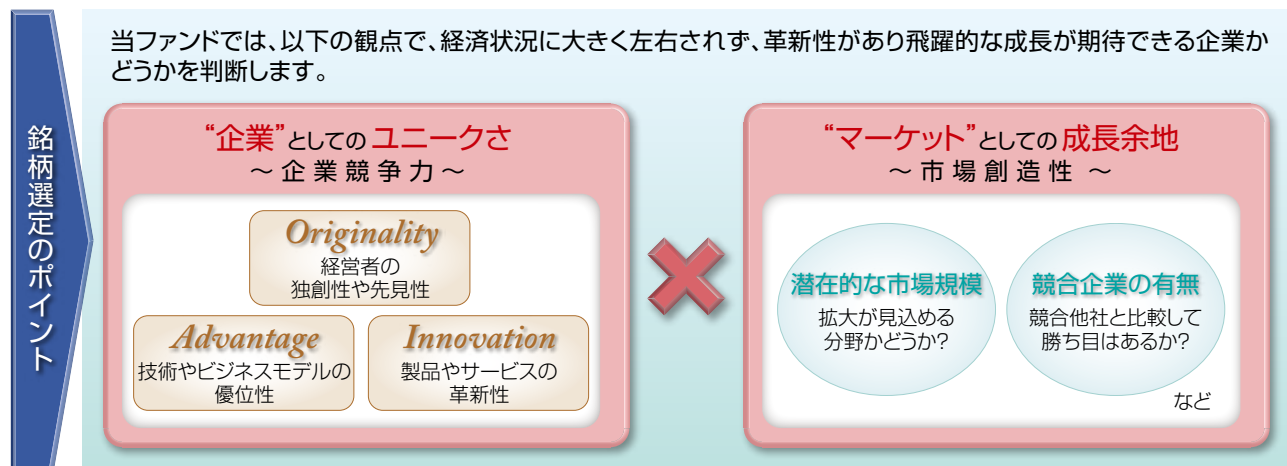 銘柄選定のポイント
当ファンドでは、以下の観点で、経済状況に大きく左右されず、革新性があり飛躍的な成長が期待できる企業か
どうかを判断します。
“企業”としてのユニークさ
～企業競争力～
Originality
経営者の
独創性や先見性
Advantage
技術やビジネスモデルの
優位性
Innovation
製品やサービスの
革新性
“マーケット”としての成長余地
～市場創造性～
潜在的な市場規模
拡大が見込める
分野かどうか?
競合企業の有無
競合他社と比較して
勝ち目はあるか?
など